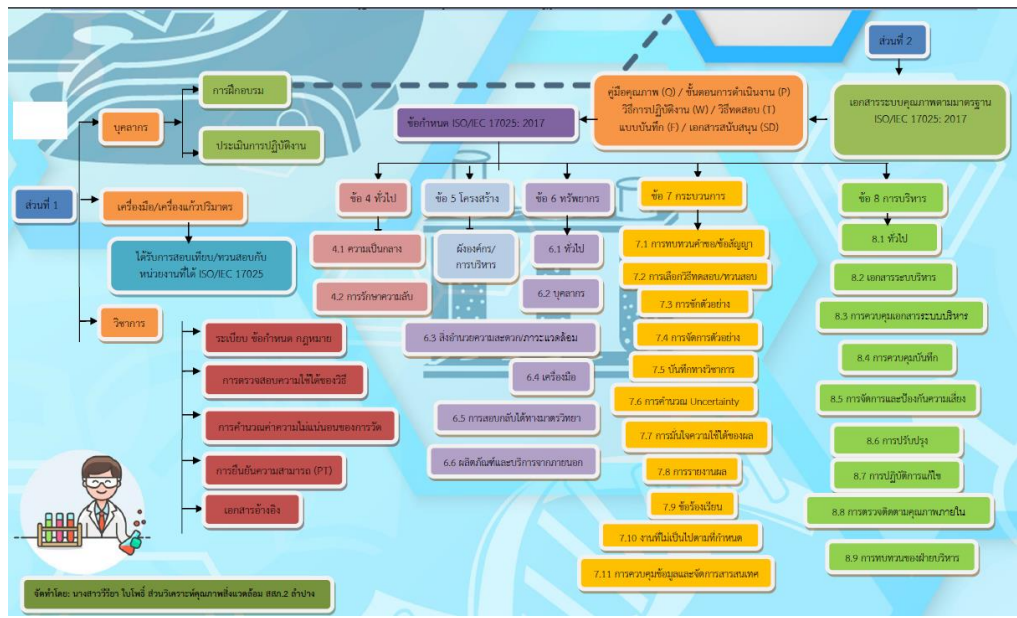 ส่วนที่ 2
การฝึกอบรม
คู่มือคุณภาพ (Q) / ขั้นตอนการดำเนินงาน (P)
วิธีการปฏิบัติงาน (W) / วิธีทดสอบ (T)
แบบบันทึก (F) / เอกสารสนับสนุน (SD)
เอกสารระบบคุณภาพตามมาตรฐาน
ISO/IEC 17025: 2017
บุคลากร
ข้อกำหนด ISO/IEC 17025: 2017
ประเมินการปฏิบัติงาน
ส่วนที่ 1
เครื่องมือ/เครื่องแก้วปริมาตร
ได้รับการสอบเทียบ/ทวนสอบกับ
หน่วยงานที่ได้ ISO/IEC 17025
วิชาการ
ระเบียบ ข้อกำหนด กฎหมาย
การตรวจสอบความใช้ได้ของวิธี
การคำนวณค่าความไม่แน่นอนของการวัด
การยืนยันความสามารถ (PT)
เอกสารอ้างอิง
ข้อ 4 ทั่วไป
4.1 ความเป็นกลาง
4.2 การรักษาความลับ
ข้อ 5 โครงสร้าง
ผังองค์กร/
การบริหาร
ข้อ 6 ทรัพยากร
6.1 ทั่วไป
6.2 บุคลากร
6.3 สิ่งอำนวยความสะดวกภาวะแวดล้อม
6.4 เครื่องมือ
6.5 การสอบกลับได้ทางมาตรวิทยา
6.6 ผลิตภัณฑ์และบริการจากภายนอก
ข้อ 7 กระบวนการ
7.1 การทบทวนคำขอ/ข้อสัญญา
7.2 การเลือกวิธีทดสอบ/ทวนสอบ
7.3 การชักตัวอย่าง
7.4 การจัดการตัวอย่าง
7.5 บันทึกทางวิชาการ
7.6 การคำนวณ Uncertainty
7.7 การมั่นใจความใช้ได้ของผล
7.8 การรายงานผล
7.9 ข้อร้องเรียน
7.10 งานที่ไม่เป็นไปตามที่กำหนด
7.11 การควบคุมข้อมูลและจัดการสารสนเทศ
ข้อ 8 การบริหาร
8.1 ทั่วไป
8.2 เอกสารระบบบริหาร
8.3 การควบคุมเอกสารระบบบริหาร
8.4 การควบคุมบันทึก
8.5 การจัดการและป้องกันความเสี่ยง
8.6 การปรับปรุง
8.7 การปฏิบัติการแก้ไข
8.8 การตรวจติดตามคุณภาพภายใน
8.9 การทบทวนของฝ่ายบริหาร
จัดทำโดย: นางสาววีรียา ใบโพธิ์ ส่วนวิเคราะห์คุณภาพสิ่งแวดล้อม สสภ.2 ลำปาง